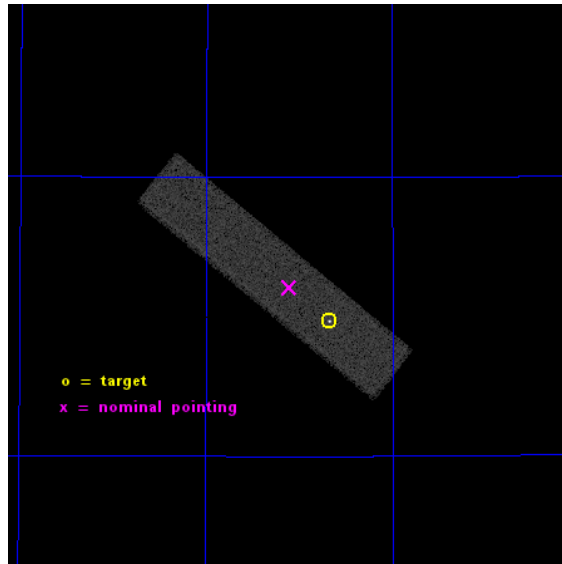 o = target
x = nominal pointing